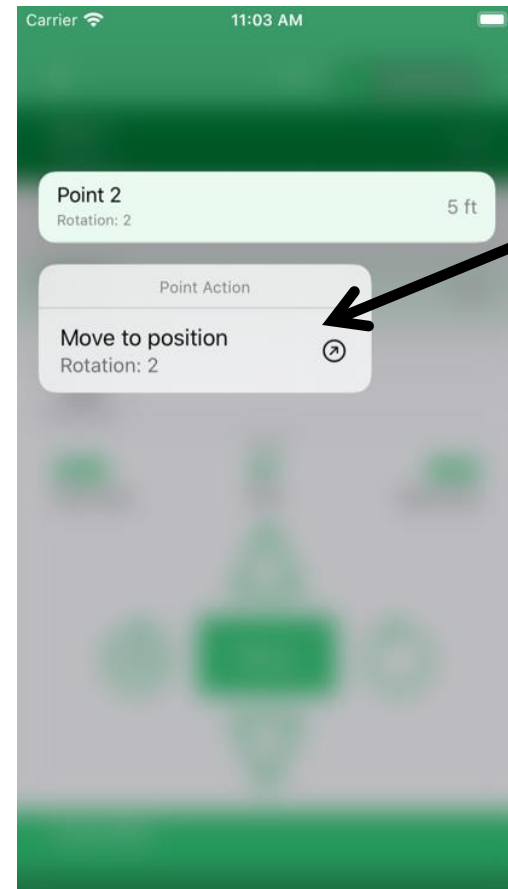 Carrier 11:03 AM
Point 2
Rotation: 2
5 ft
Point Action
Move to position
Rotation: 2